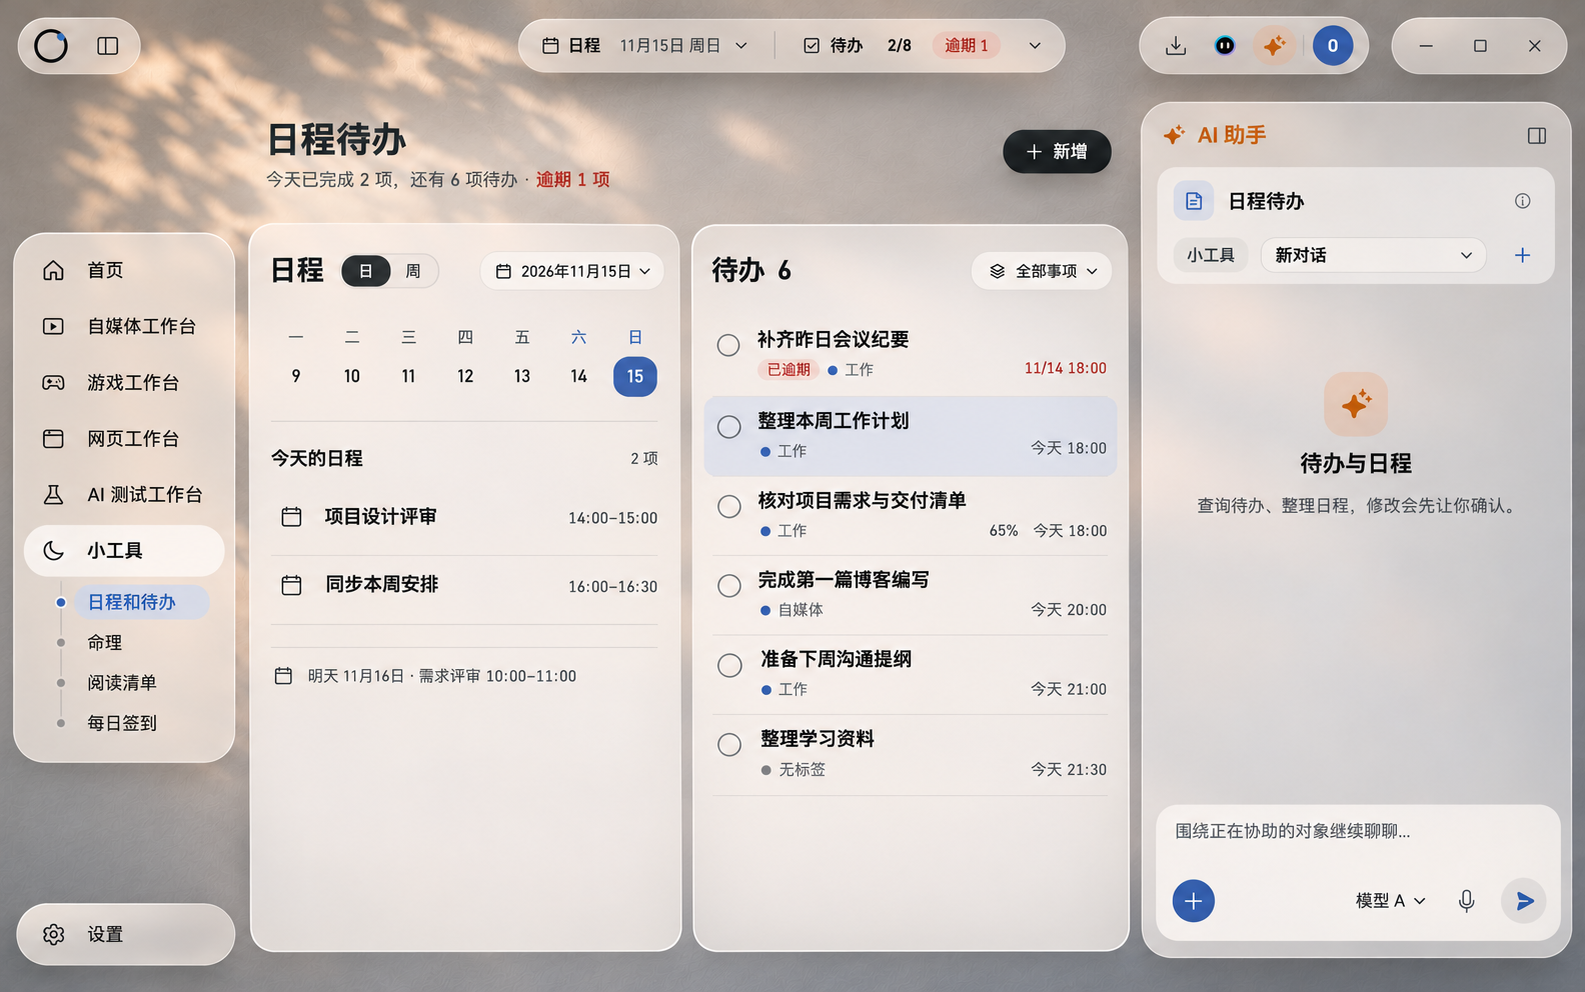 日程 11月15日 周日
待办 2/8 逾期 1
0
日程待办
今天已完成 2 项，还有 6 项待办 · 逾期 1 项
新增
首页
自媒体工作台
游戏工作台
网页工作台
AI 测试工作台
小工具
日程和待办
命理
阅读清单
每日签到
设置
日程 日 周 2026年11月15日
一 二 三 四 五 六 日
9 10 11 12 13 14 15
今天的日程 2 项
项目设计评审 14:00–15:00
同步本周安排 16:00–16:30
明天 11月16日 · 需求评审 10:00–11:00
待办 6 全部事项
补齐昨日会议纪要
已逾期 工作 11/14 18:00
整理本周工作计划
工作 今天 18:00
核对项目需求与交付清单
工作 65% 今天 18:00
完成第一篇博客编写
自媒体 今天 20:00
准备下周沟通提纲
工作 今天 21:00
整理学习资料
无标签 今天 21:30
AI 助手
日程待办
小工具 新对话
待办与日程
查询待办、整理日程，修改会先让你确认。
围绕正在协助的对象继续聊聊...
模型 A